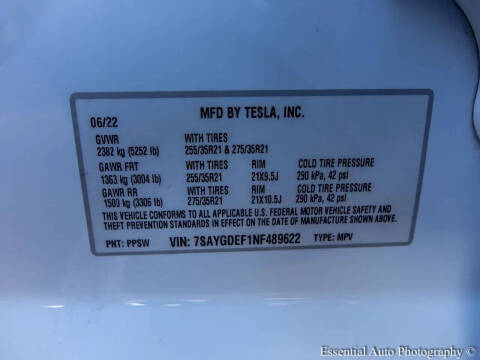 06/22 MFD BY TESLA, INC.
GVWR WITH TIRES
2382 kg (5252 lb) 255/35R21 & 275/35R21
GAWR FRT WITH TIRES RIM COLD TIRE PRESSURE
1363 kg (3004 lb) 255/35R21 21X9.5J 290 kPa, 42 psi
GAWR RR WITH TIRES RIM COLD TIRE PRESSURE
1500 kg (3306 lb) 275/35R21 21X10.5J 290 kPa, 42 psi
THIS VEHICLE CONFORMS TO ALL APPLICABLE U.S. FEDERAL MOTOR VEHICLE SAFETY AND
THEFT PREVENTION STANDARDS IN EFFECT ON THE DATE OF MANUFACTURE SHOWN ABOVE.
PNT: PPSW VIN: 7SAYGDEF1NF489622 TYPE: MPV
Essential Auto Photography ©